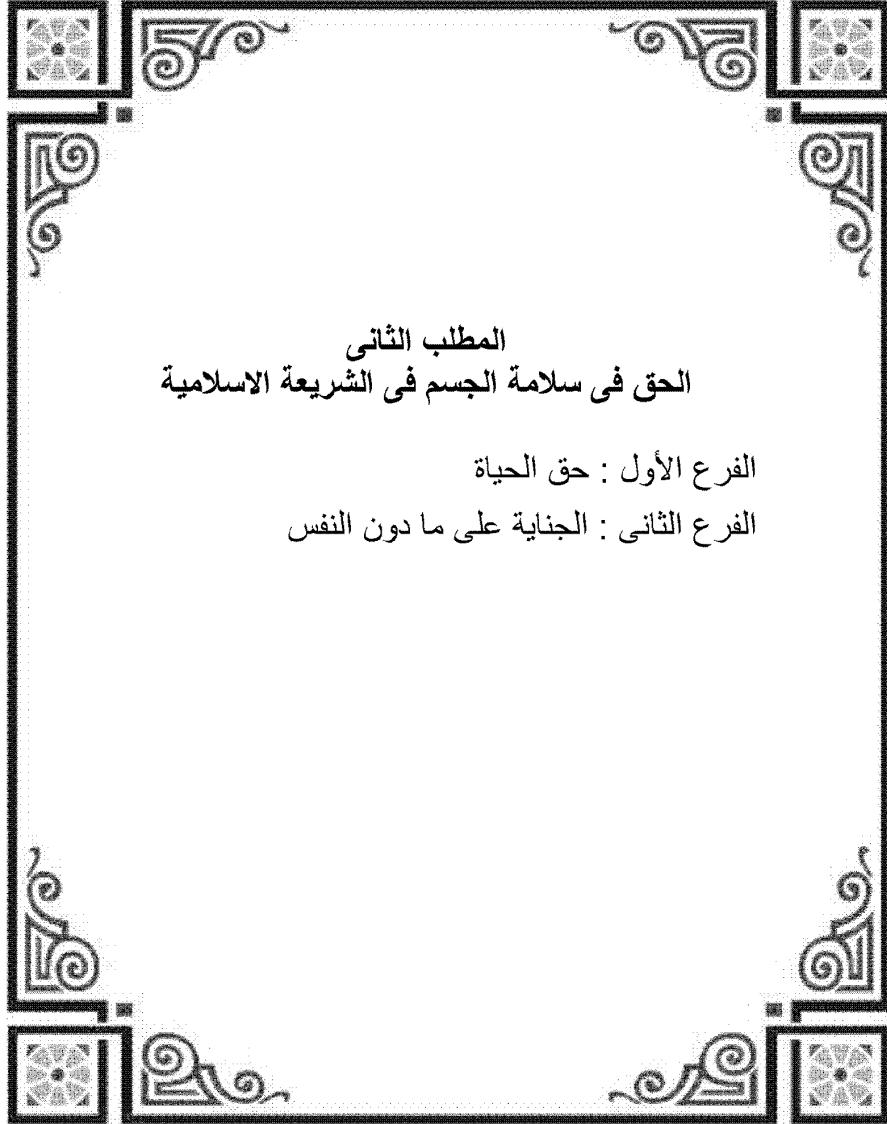 المطلب الثانى
الحق فى سلامة الجسم فى الشريعة الاسلامية
الفرع الأول : حق الحياة
الفرع الثانى : الجناية على ما دون النفس